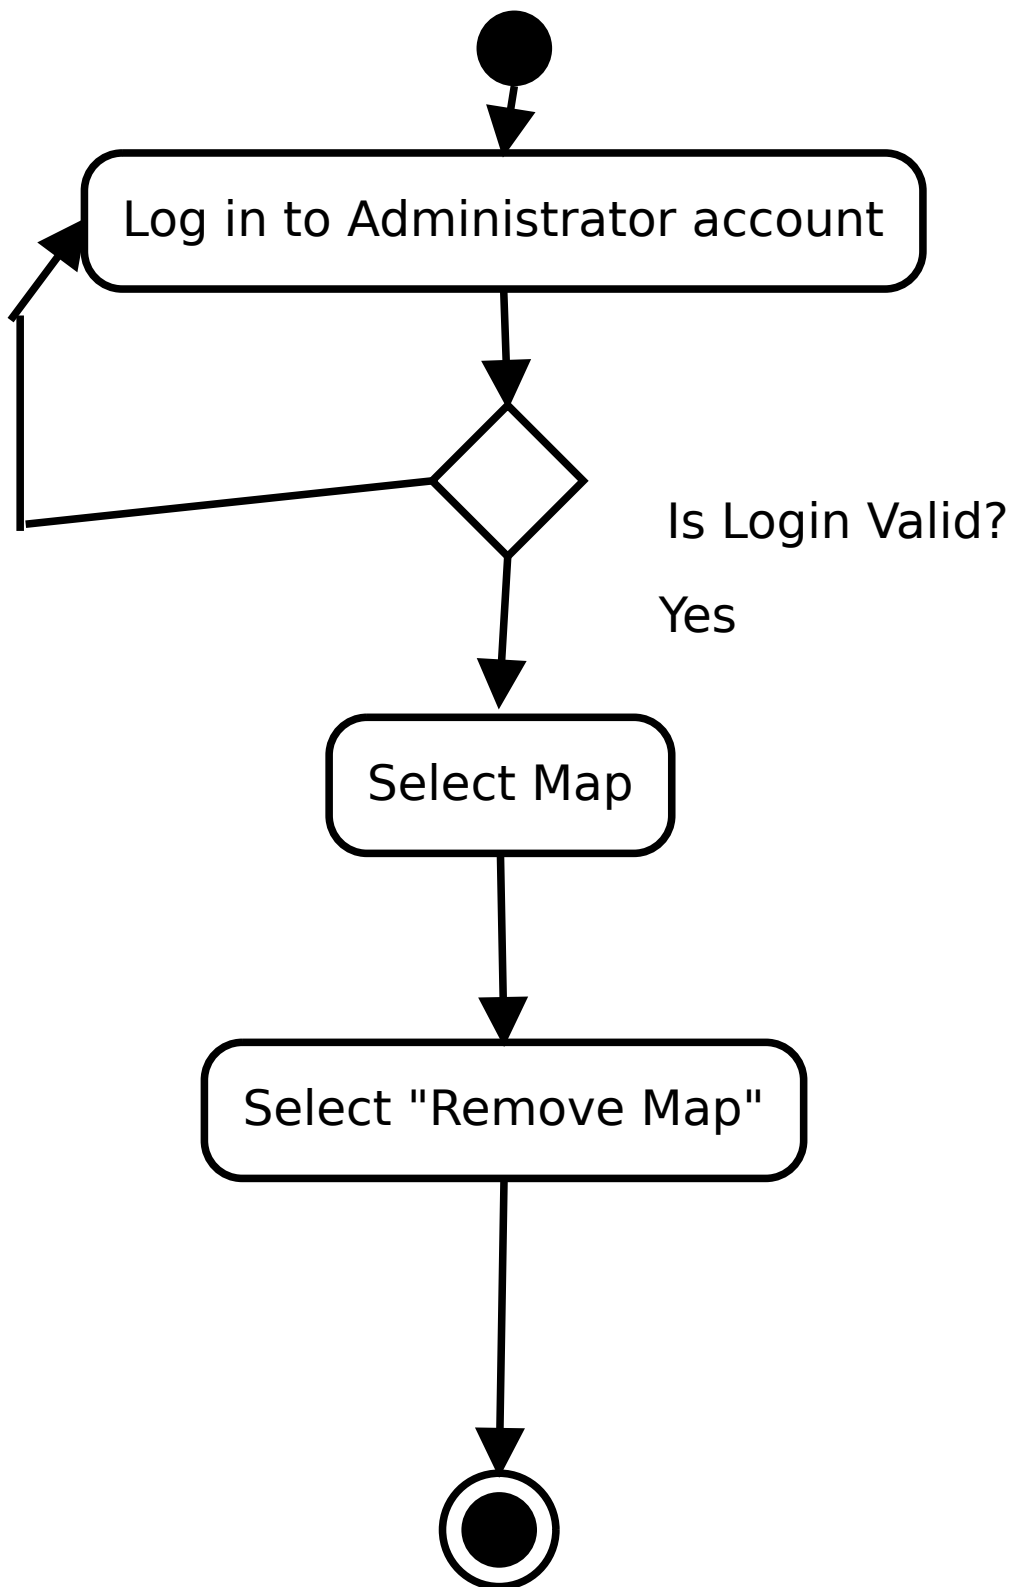 Log in to Administrator account
Is Login Valid?
Yes
Select Map
Select "Remove Map"